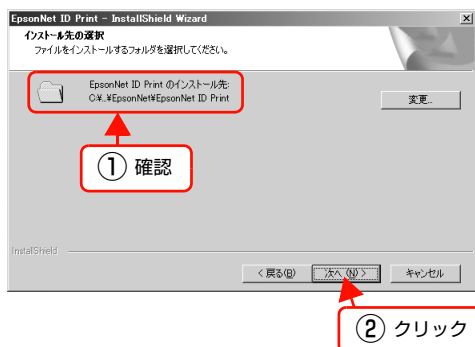 EpsonNet ID Print - InstallShield Wizard
インストール先の選択
ファイルをインストールするフォルダを選択してください。
EpsonNet ID Print のインストール先:
C:¥..¥EpsonNet¥EpsonNet ID Print
変更...
① 確認
InstallShield
< 戻る(B)
次へ(N) >
キャンセル
② クリック